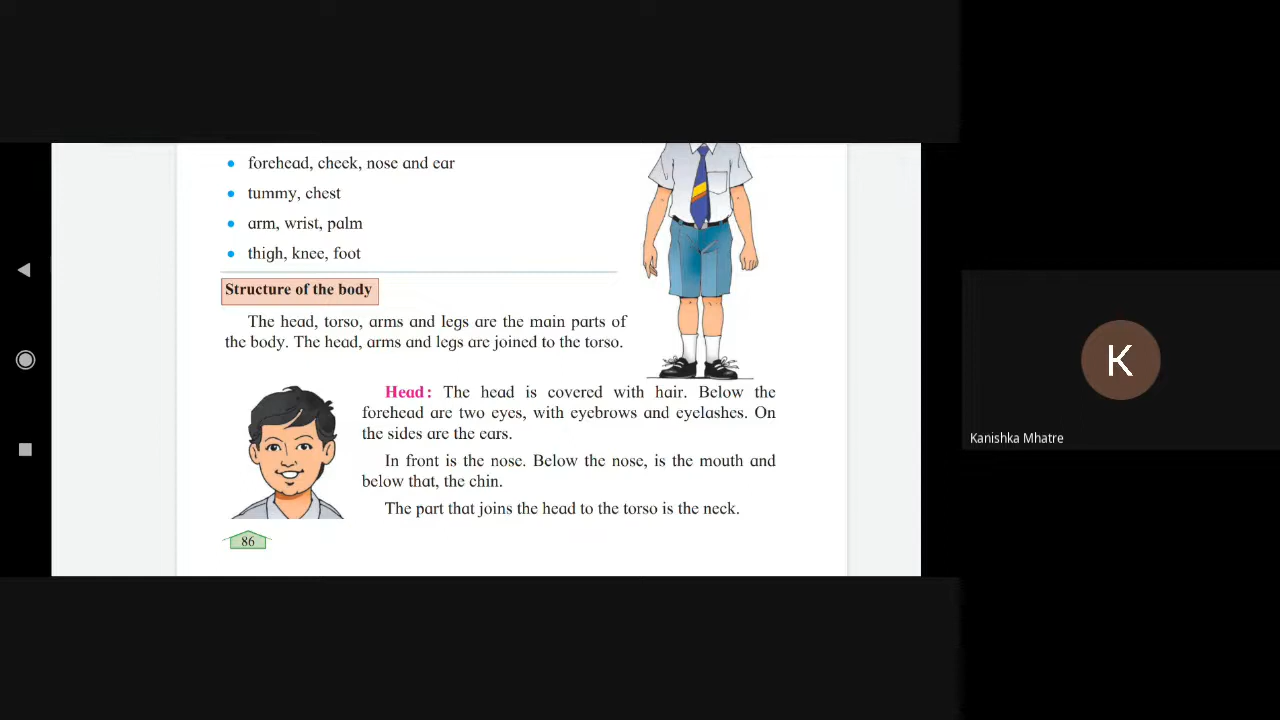 forehead, cheek, nose and ear
tummy, chest
arm, wrist, palm
thigh, knee, foot
Structure of the body
The head, torso, arms and legs are the main parts of
the body. The head, arms and legs are joined to the torso.
Head : The head is covered with hair. Below the
forehead are two eyes, with eyebrows and eyelashes. On
the sides are the ears.
In front is the nose. Below the nose, is the mouth and
below that, the chin.
The part that joins the head to the torso is the neck.
86
K
Kanishka Mhatre